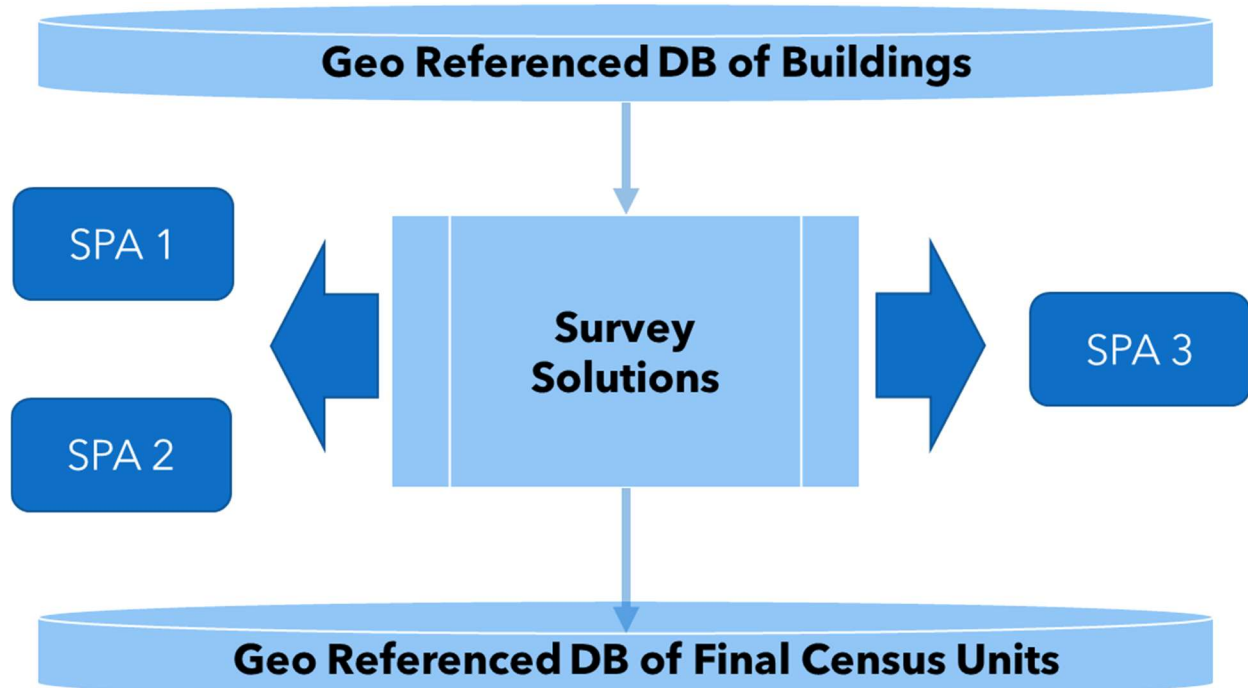 Geo Referenced DB of Buildings
SPA 1
SPA 2
Survey
Solutions
SPA 3
Geo Referenced DB of Final Census Units